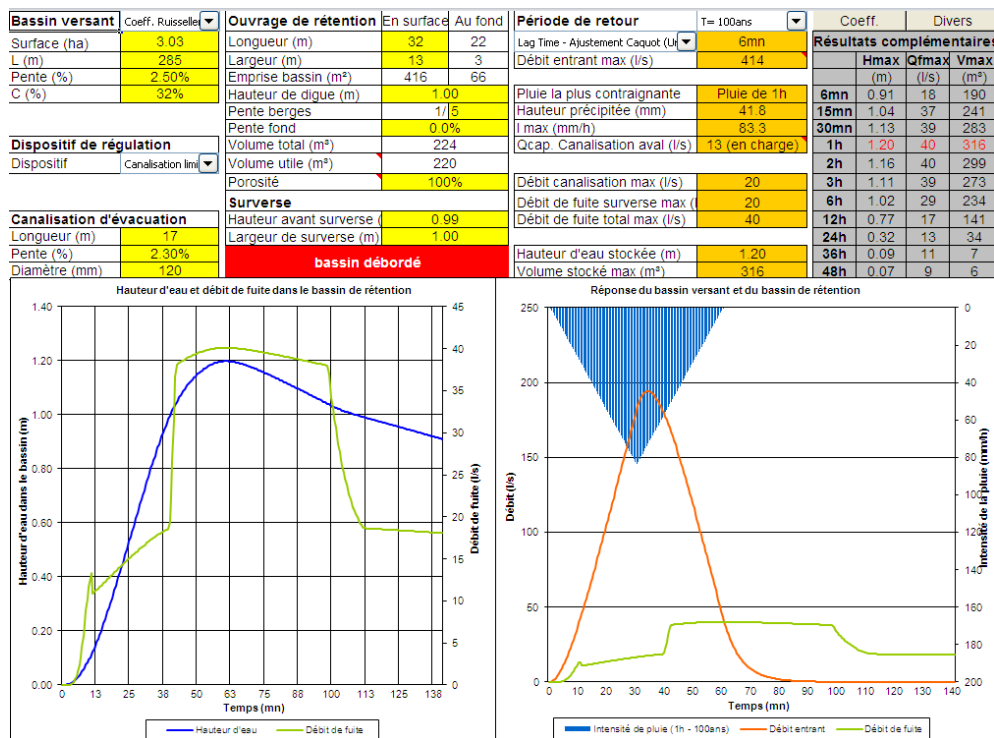 Bassin versant Coeff. Ruisseller
Surface (ha) 3.03
L (m) 285
Pente (%) 2.50%
C (%) 32%
Dispositif de régulation
Dispositif Canalisation limi
Canalisation d'évacuation
Longueur (m) 17
Pente (%) 2.30%
Diamètre (mm) 120
Ouvrage de rétention En surface Au fond
Longueur (m) 32 22
Largeur (m) 13 3
Emprise bassin (m²) 416 66
Hauteur de digue (m) 1.00
Pente berges 1/ 5
Pente fond 0.0%
Volume total (m³) 224
Volume utile (m³) 220
Porosité 100%
Surverse
Hauteur avant surverse ( 0.99
Largeur de surverse (m) 1.00
bassin débordé
Période de retour T= 100ans
Lag Time - Ajustement Caquot (Ur 6mn
Débit entrant max (l/s) 414
Pluie la plus contraignante Pluie de 1h
Hauteur précipitée (mm) 41.8
I max (mm/h) 83.3
Qcap. Canalisation aval (l/s) 13 (en charge)
Débit canalisation max (l/s) 20
Débit de fuite surverse max ( 20
Débit de fuite total max (l/s) 40
Hauteur d'eau stockée (m) 1.20
Volume stocké max (m³) 316
Coeff. Divers
Résultats complémentaires
Hmax Qfmax Vmax
(m) (l/s) (m³)
6mn 0.91 18 190
15mn 1.04 37 241
30mn 1.13 39 283
1h 1.20 40 316
2h 1.16 40 299
3h 1.11 39 273
6h 1.02 29 234
12h 0.77 17 141
24h 0.32 13 34
36h 0.09 11 7
48h 0.07 9 6
Hauteur d'eau et débit de fuite dans le bassin de rétention
Hauteur d'eau dans le bassin (m)
1.40
1.20
1.00
0.80
0.60
0.40
0.20
0.00
45
40
35
30
25
20
15
10
5
0
Débit de fuite (l/s)
0 13 25 38 50 63 75 88 100 113 125 138
Temps (mn)
Hauteur d'eau Débit de fuite
Réponse du bassin versant et du bassin de rétention
Débit (l/s)
250
200
150
100
50
0
0
20
40
60
80
100
120
140
160
180
200
Intensité de la pluie (mm/h)
0 10 20 30 40 50 60 70 80 90 100 110 120 130 140
Temps (mn)
Intensité de pluie (1h - 100ans) Débit entrant Débit de fuite